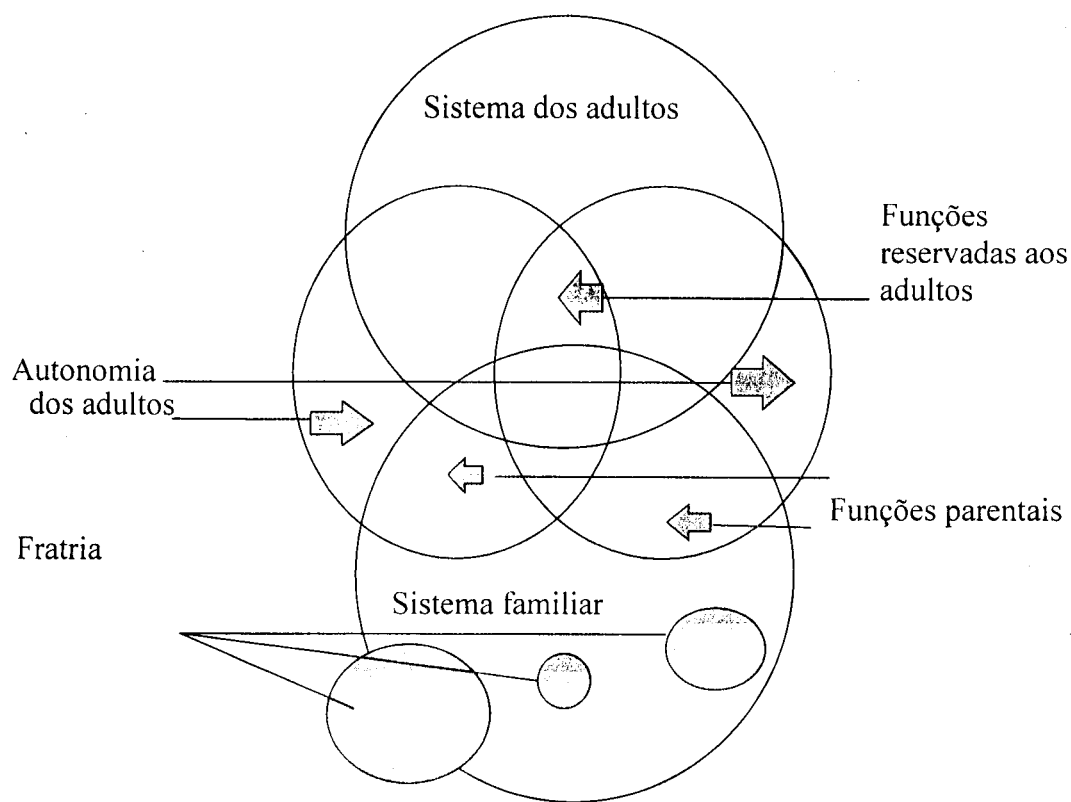 Sistema dos adultos
Funções
reservadas aos
adultos
Autonomia
dos adultos
Funções parentais
Fratria
Sistema familiar